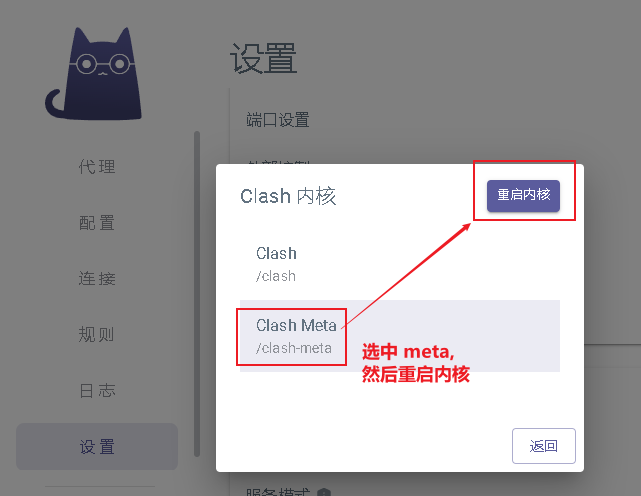 设置
端口设置
代理
Clash 内核
重启内核
配置
Clash
/clash
连接
Clash Meta
/clash-meta
规则
选中 meta,
然后重启内核
日志
设置
返回
服务模式